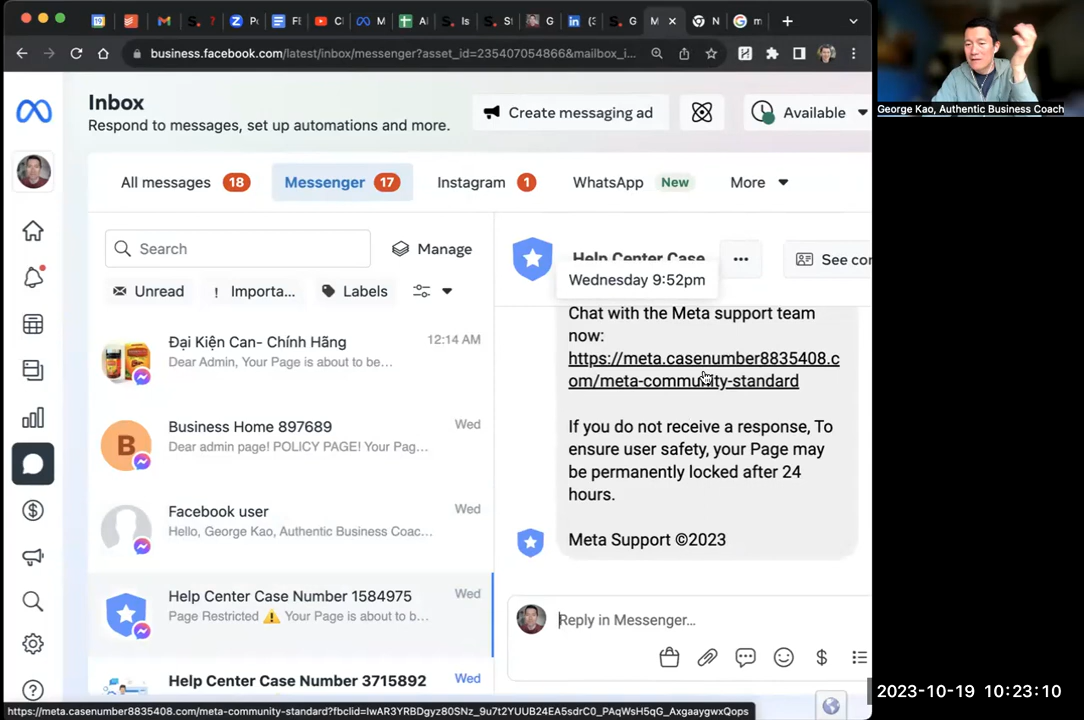 Pe
Fl
Cl
M
Al
Is
St
G
(3
G
M
N
m
business.facebook.com/latest/inbox/messenger?asset_id=235407054866&mailbox_i...
George Kao, Authentic Business Coach
Inbox
Respond to messages, set up automations and more.
Create messaging ad
Available
All messages 18
Messenger 17
Instagram 1
WhatsApp New
More
Search
Manage
Unread
! Importa...
Labels
Help Center Case
...
See con
Wednesday 9:52pm
Đại Kiện Can- Chính Hãng 12:14 AM
Dear Admin, Your Page is about to be...
Business Home 897689 Wed
B
Dear admin page! POLICY PAGE! Your Pag...
Facebook user Wed
Hello, George Kao, Authentic Business Coac...
Help Center Case Number 1584975 Wed
Page Restricted ⚠️ Your Page is about to b...
Help Center Case Number 3715892 Wed
Chat with the Meta support team
now:
https://meta.casenumber8835408.c
om/meta-community-standard
If you do not receive a response, To
ensure user safety, your Page may
be permanently locked after 24
hours.
Meta Support ©2023
Reply in Messenger...
https://meta.casenumber8835408.com/meta-community-standard?fbclid=IwAR3YRBDgyz80SNz_9u7t2YUUB24EA5sdrC0_PAqWsH5qG_AxgaaygwxQops
2023-10-19 10:23:10